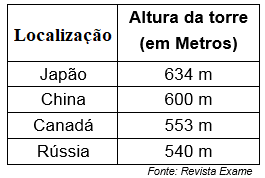 Localização Altura da torre (em Metros)
Japão 634 m
China 600 m
Canadá 553 m
Rússia 540 m
Fonte: Revista Exame